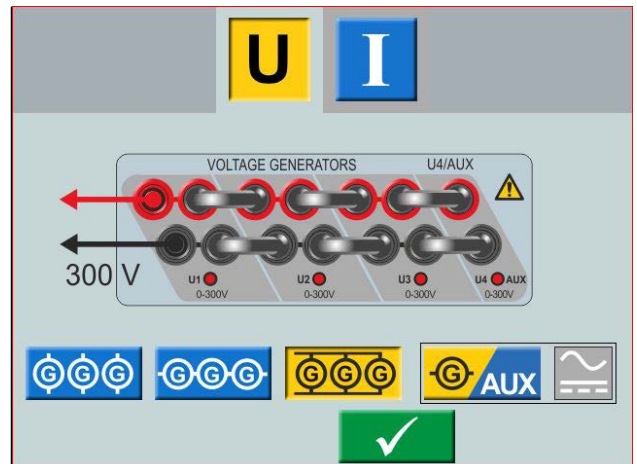 U I
VOLTAGE GENERATORS U4/AUX
300 V
U1 U2 U3 U4 AUX
0-300V 0-300V 0-300V 0-300V
G G G G G G G G G G AUX